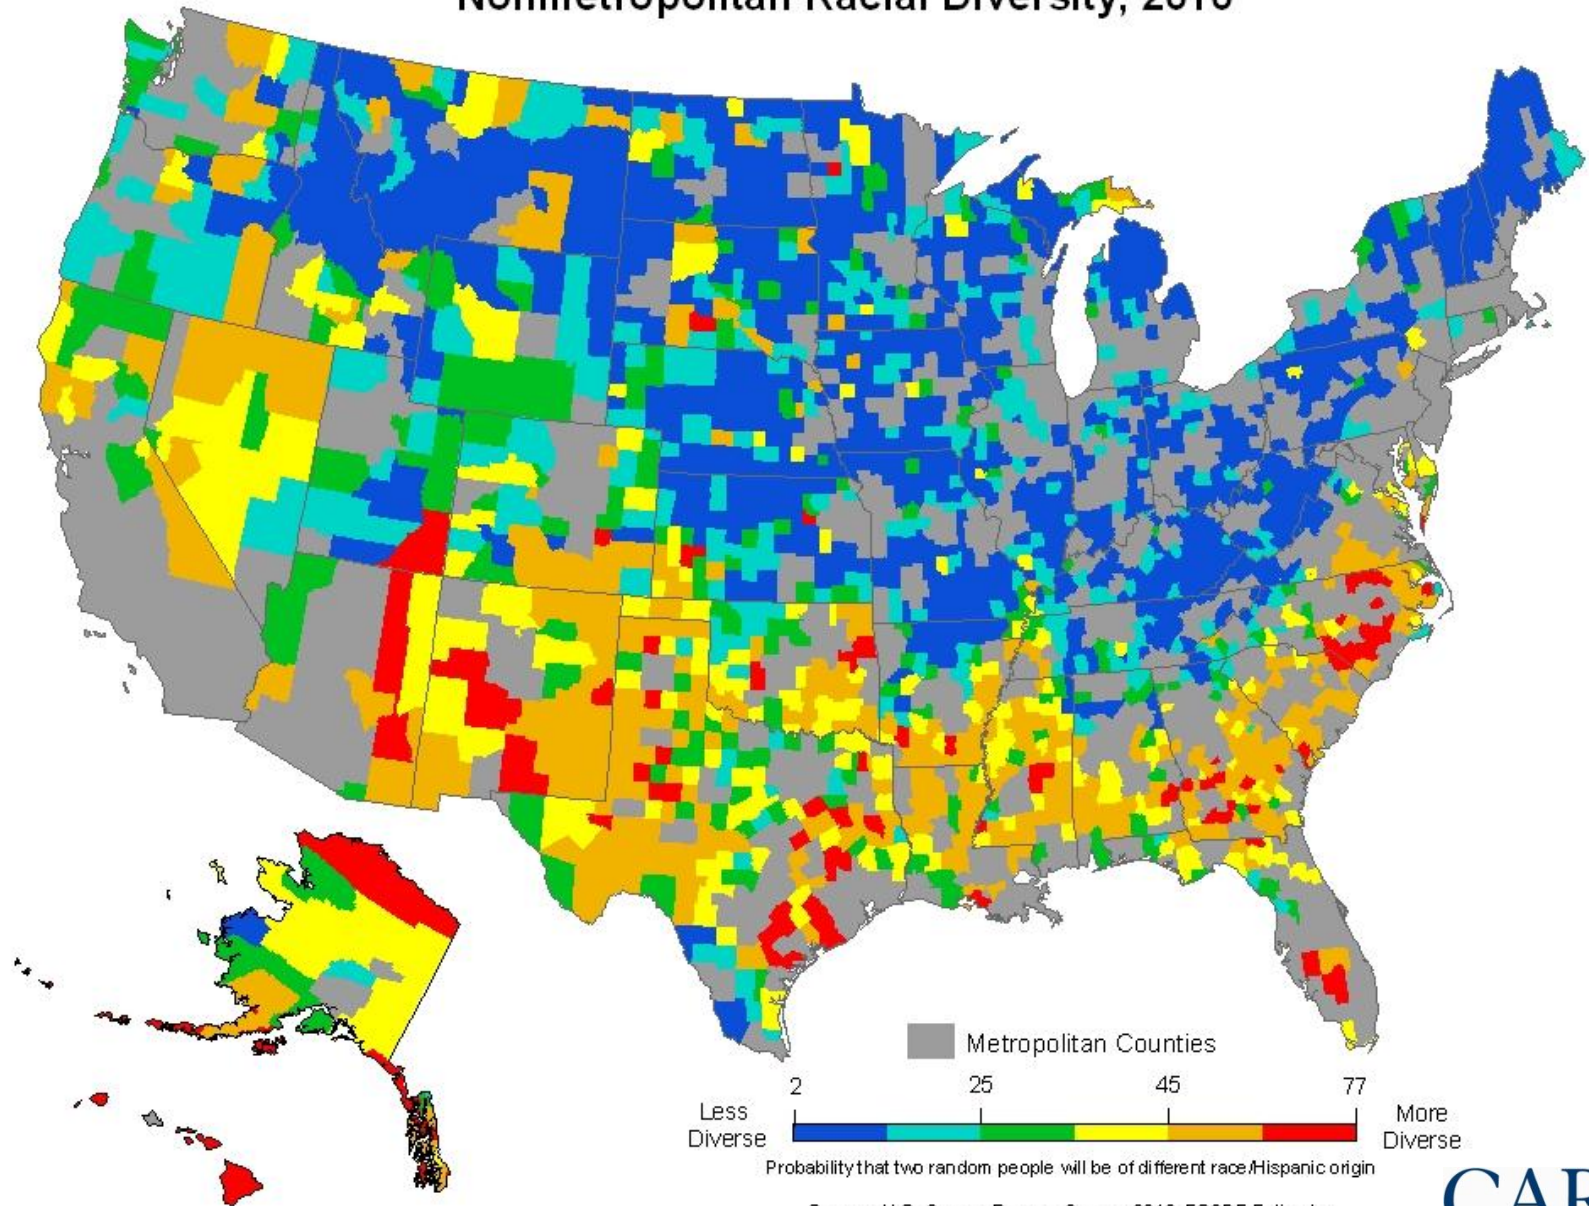 Nonmetropolitan Racial Diversity, 2010
Metropolitan Counties
2 25 45 77
Less Diverse
More Diverse
Probability that two random people will be of different race/Hispanic origin